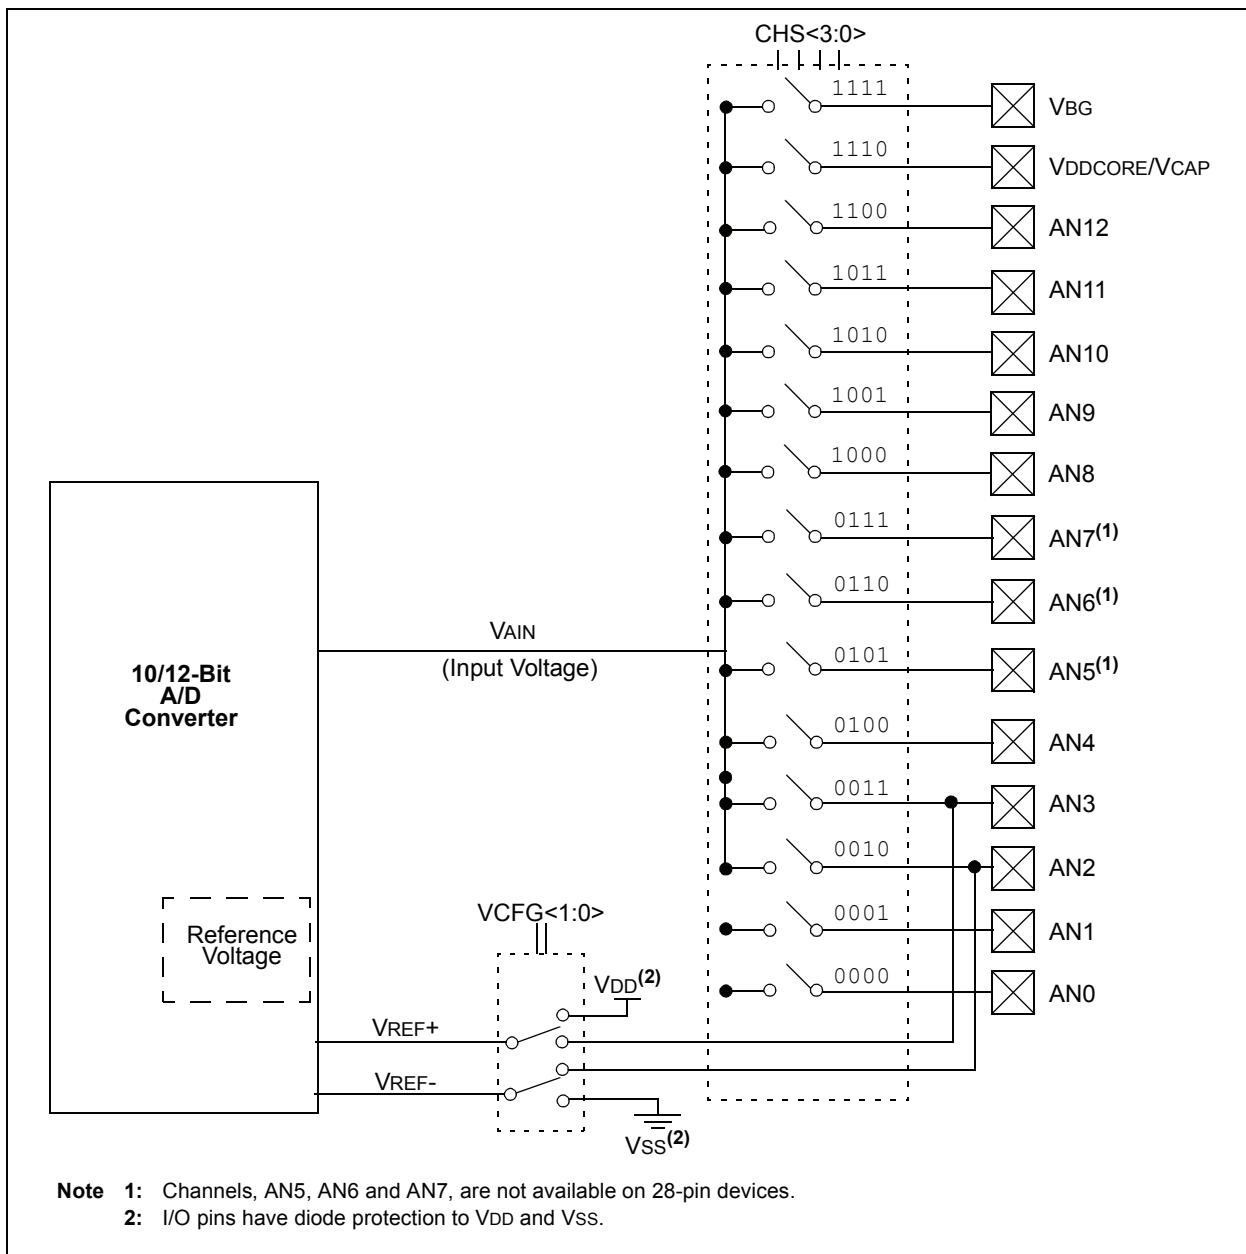 CHS<3:0>
1111
VBG
1110
VDDCORE/VCAP
1100
AN12
1011
AN11
1010
AN10
1001
AN9
1000
AN8
0111
AN7(1)
0110
AN6(1)
VAIN
(Input Voltage)
0101
AN5(1)
10/12-Bit
A/D
Converter
0100
AN4
0011
AN3
0010
AN2
VCFG<1:0>
0001
AN1
Reference
Voltage
VDD(2)
0000
AN0
VREF+
VREF-
VSS(2)
Note 1: Channels, AN5, AN6 and AN7, are not available on 28-pin devices.
2: I/O pins have diode protection to VDD and VSS.